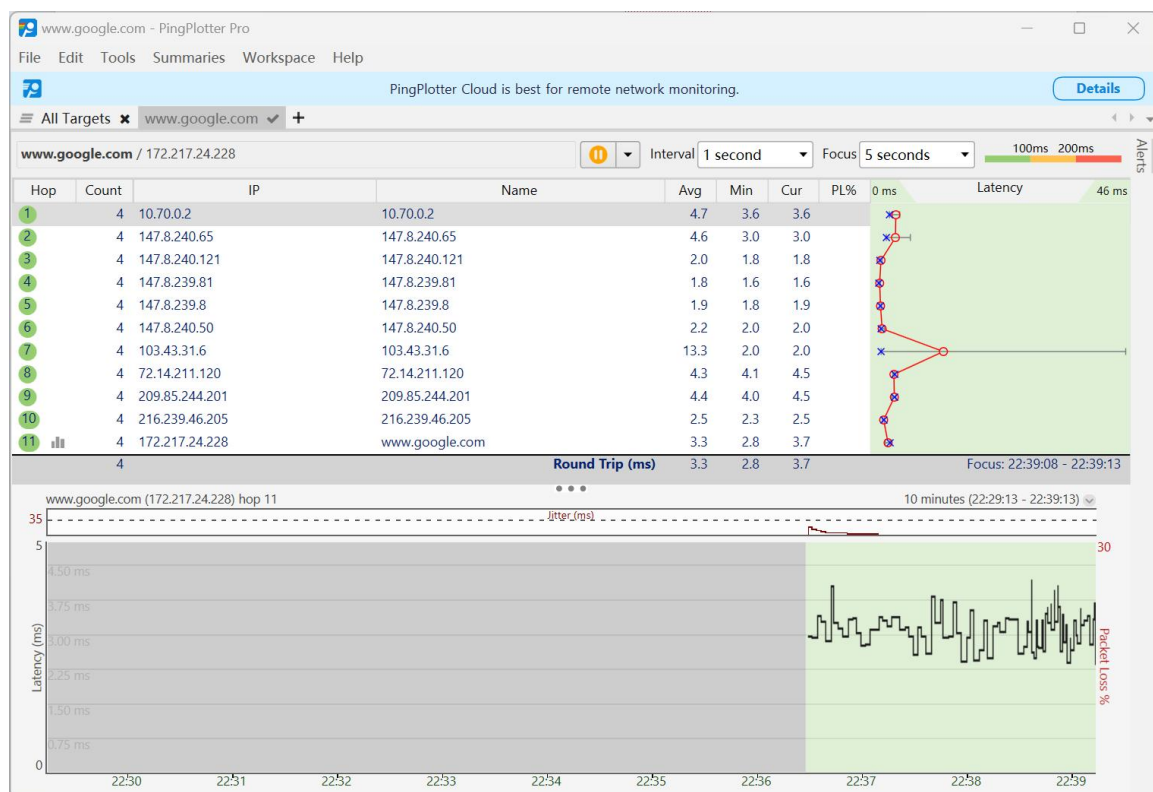 www.google.com - PingPlotter Pro
File Edit Tools Summaries Workspace Help
PingPlotter Cloud is best for remote network monitoring. Details
All Targets www.google.com +
www.google.com / 172.217.24.228 Interval 1 second Focus 5 seconds 100ms 200ms
Alerts
Hop Count IP Name Avg Min Cur PL% 0 ms Latency 46 ms
1 4 10.70.0.2 10.70.0.2 4.7 3.6 3.6
2 4 147.8.240.65 147.8.240.65 4.6 3.0 3.0
3 4 147.8.240.121 147.8.240.121 2.0 1.8 1.8
4 4 147.8.239.81 147.8.239.81 1.8 1.6 1.6
5 4 147.8.239.8 147.8.239.8 1.9 1.8 1.9
6 4 147.8.240.50 147.8.240.50 2.2 2.0 2.0
7 4 103.43.31.6 103.43.31.6 13.3 2.0 2.0
8 4 72.14.211.120 72.14.211.120 4.3 4.1 4.5
9 4 209.85.244.201 209.85.244.201 4.4 4.0 4.5
10 4 216.239.46.205 216.239.46.205 2.5 2.3 2.5
11 4 172.217.24.228 www.google.com 3.3 2.8 3.7
4 Round Trip (ms) 3.3 2.8 3.7 Focus: 22:39:08 - 22:39:13
www.google.com (172.217.24.228) hop 11 10 minutes (22:29:13 - 22:39:13)
35 Jitter (ms)
5 30
4.50 ms
3.75 ms
3.00 ms
2.25 ms
1.50 ms
0.75 ms
0
Latency (ms)
Packet Loss %
22:30 22:31 22:32 22:33 22:34 22:35 22:36 22:37 22:38 22:39